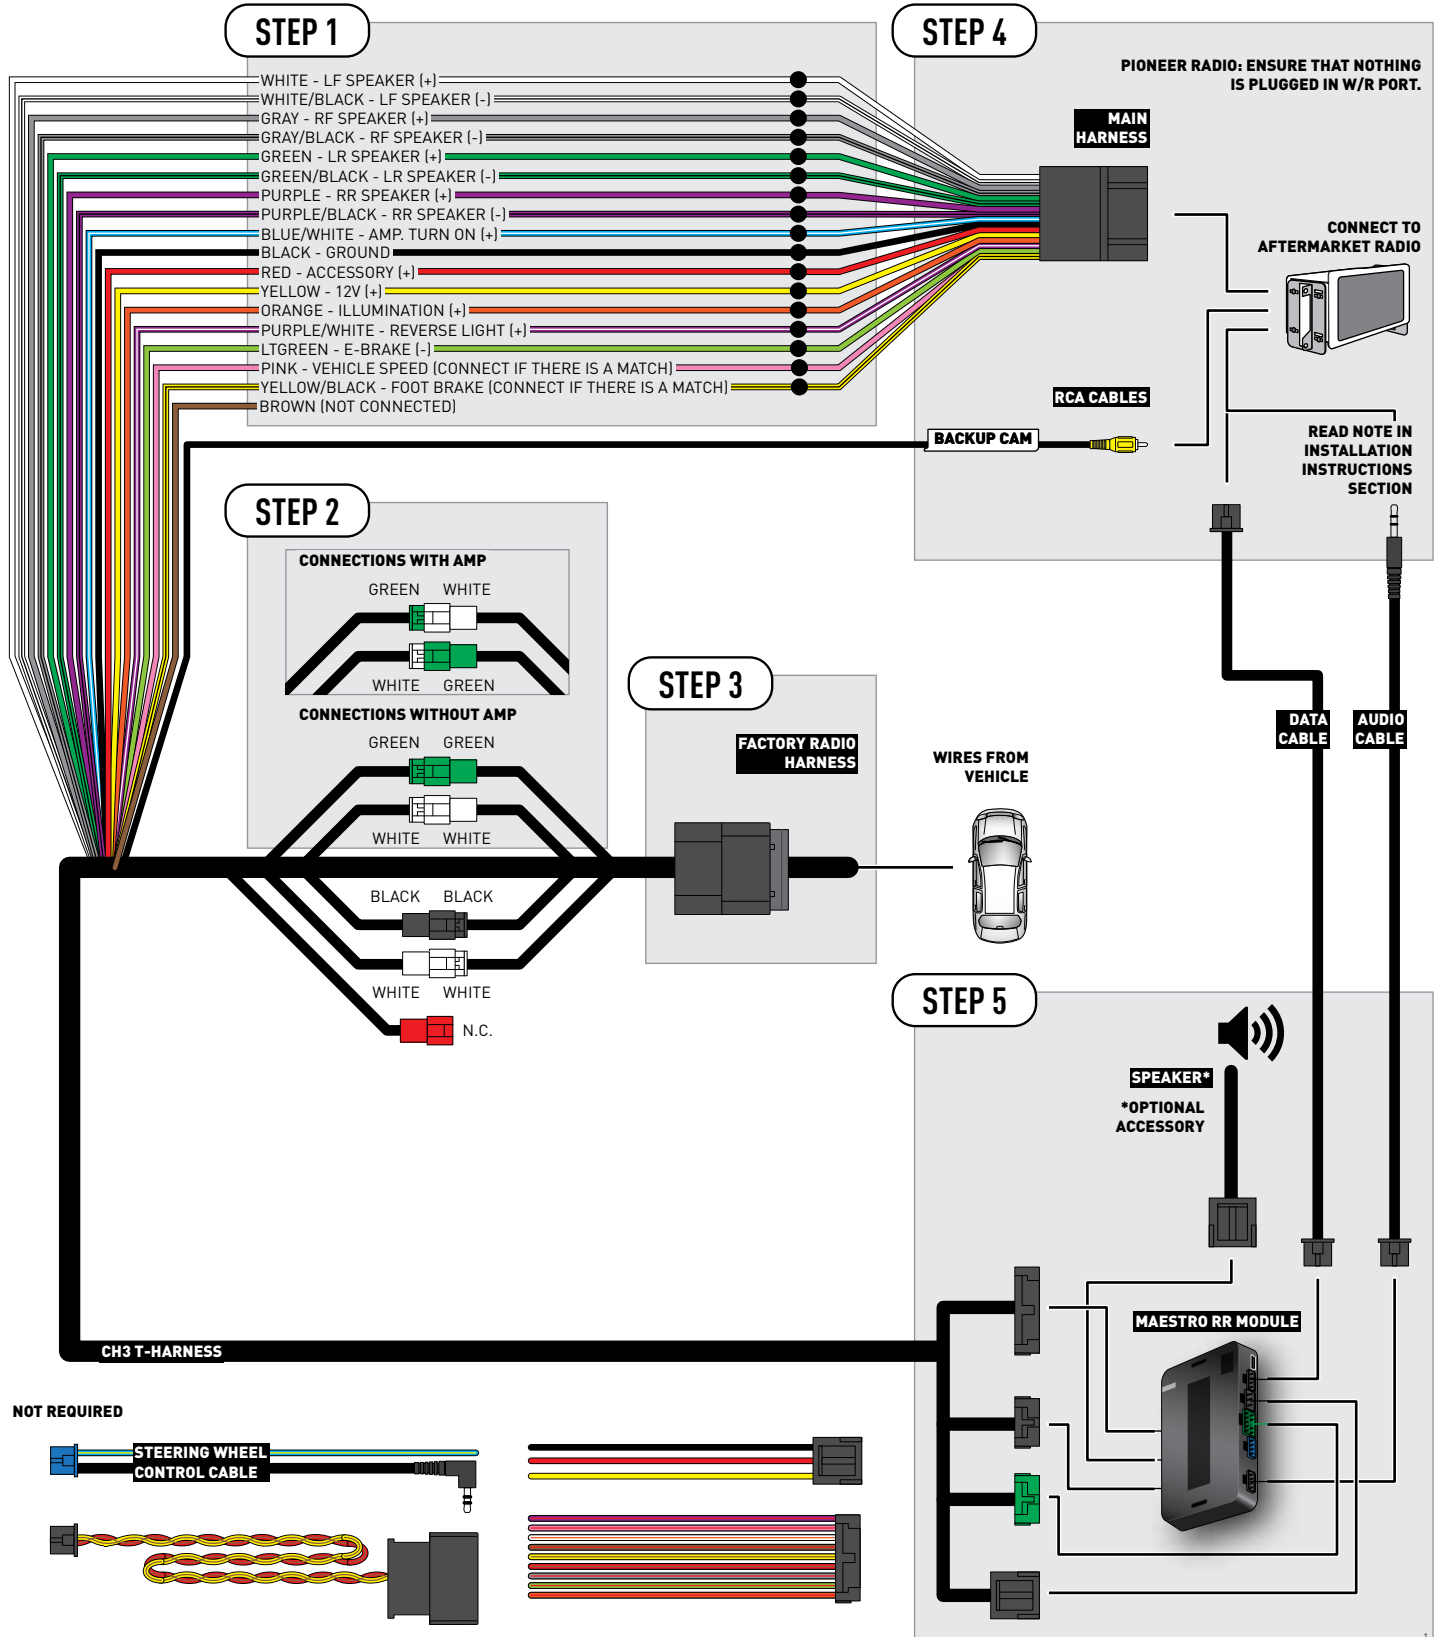 STEP 1
WHITE - LF SPEAKER (+)
WHITE/BLACK - LF SPEAKER (-)
GRAY - RF SPEAKER (+)
GRAY/BLACK - RF SPEAKER (-)
GREEN - LR SPEAKER (+)
GREEN/BLACK - LR SPEAKER (-)
PURPLE - RR SPEAKER (+)
PURPLE/BLACK - RR SPEAKER (-)
BLUE/WHITE - AMP. TURN ON (+)
BLACK - GROUND
RED - ACCESSORY (+)
YELLOW - 12V (+)
ORANGE - ILLUMINATION (+)
PURPLE/WHITE - REVERSE LIGHT (+)
LTGREEN - E-BRAKE (-)
PINK - VEHICLE SPEED (CONNECT IF THERE IS A MATCH)
YELLOW/BLACK - FOOT BRAKE (CONNECT IF THERE IS A MATCH)
BROWN (NOT CONNECTED)
STEP 4
PIONEER RADIO: ENSURE THAT NOTHING
IS PLUGGED IN W/R PORT.
MAIN
HARNESS
CONNECT TO
AFTERMARKET RADIO
RCA CABLES
BACKUP CAM
READ NOTE IN
INSTALLATION
INSTRUCTIONS
SECTION
STEP 2
CONNECTIONS WITH AMP
GREEN WHITE
WHITE GREEN
CONNECTIONS WITHOUT AMP
GREEN GREEN
WHITE WHITE
BLACK BLACK
WHITE WHITE
N.C.
STEP 3
FACTORY RADIO
HARNESS
WIRES FROM
VEHICLE
DATA
CABLE
AUDIO
CABLE
STEP 5
SPEAKER*
*OPTIONAL
ACCESSORY
MAESTRO RR MODULE
CH3 T-HARNESS
NOT REQUIRED
STEERING WHEEL
CONTROL CABLE